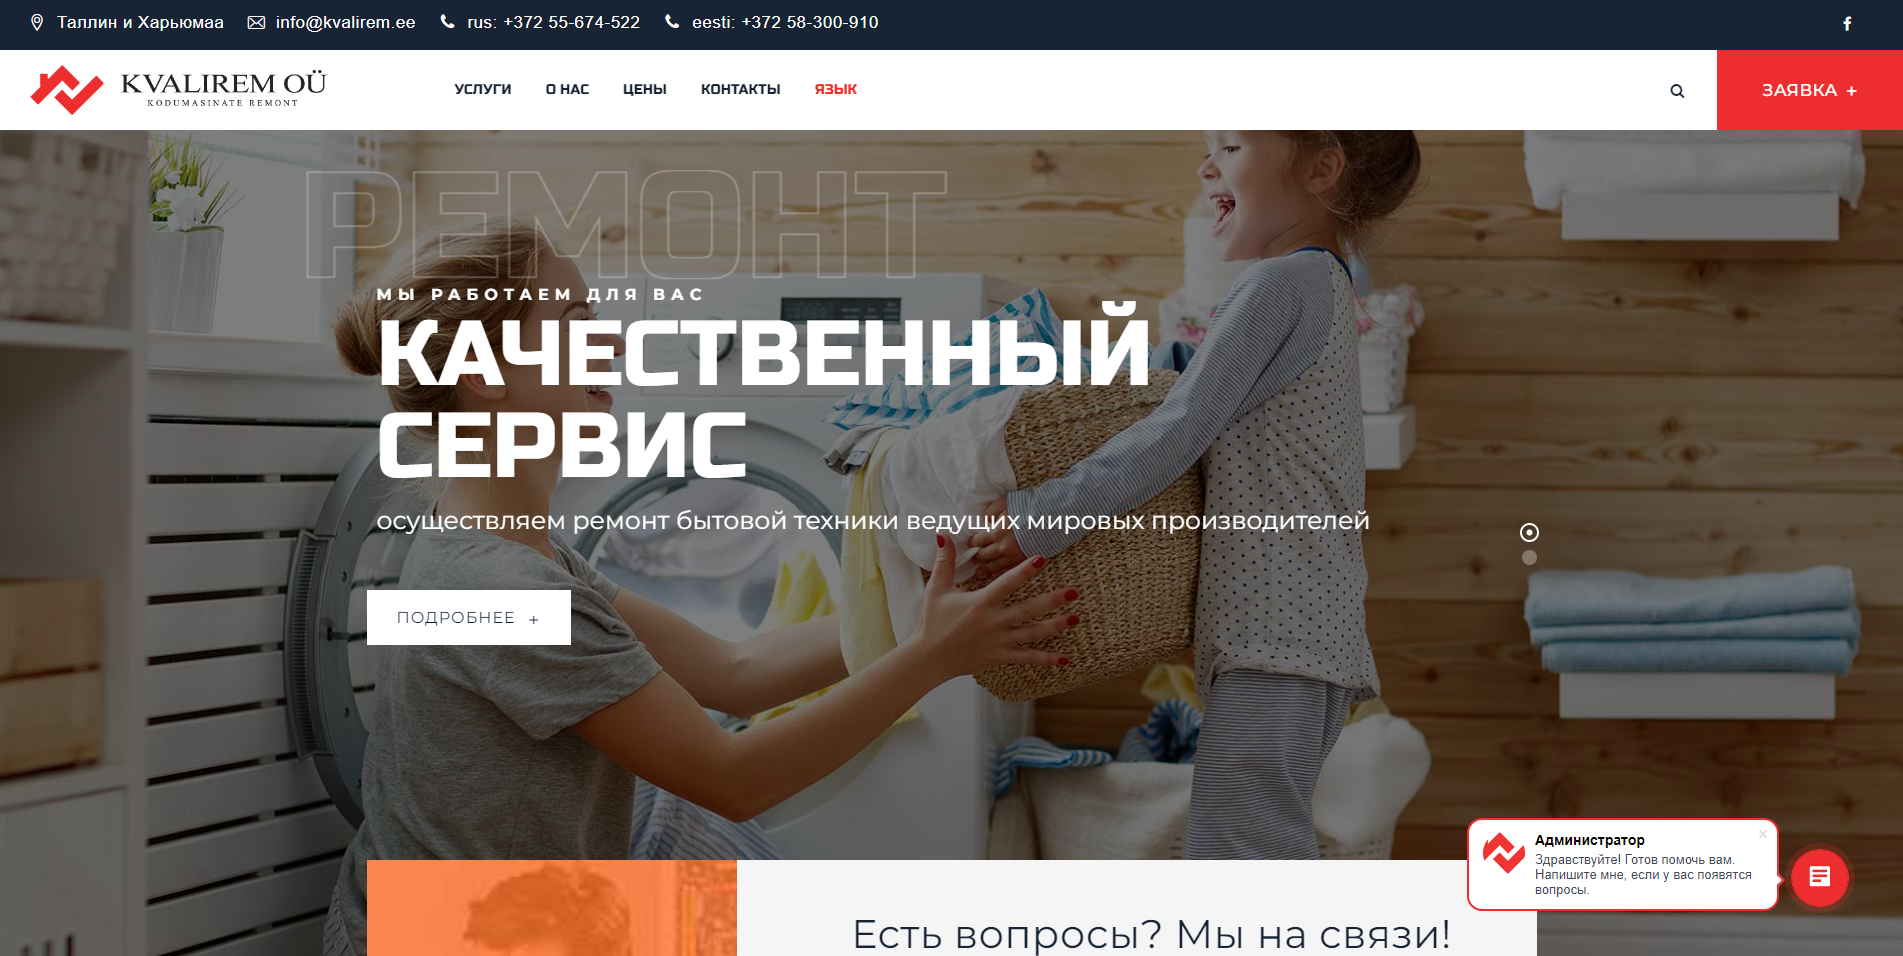 Таллин и Харьюмаа info@kvalirem.ee rus: +372 55-674-522 eesti: +372 58-300-910
KVALIREM OÜ
KODUMASINATE REMONT
УСЛУГИ О НАС ЦЕНЫ КОНТАКТЫ ЯЗЫК
ЗАЯВКА +
РЕМОНТ
МЫ РАБОТАЕМ ДЛЯ ВАС
КАЧЕСТВЕННЫЙ
СЕРВИС
осуществляем ремонт бытовой техники ведущих мировых производителей
ПОДРОБНЕЕ +
Администратор
Здравствуйте! Готов помочь вам.
Напишите мне, если у вас появятся
вопросы.
Есть вопросы? Мы на связи!